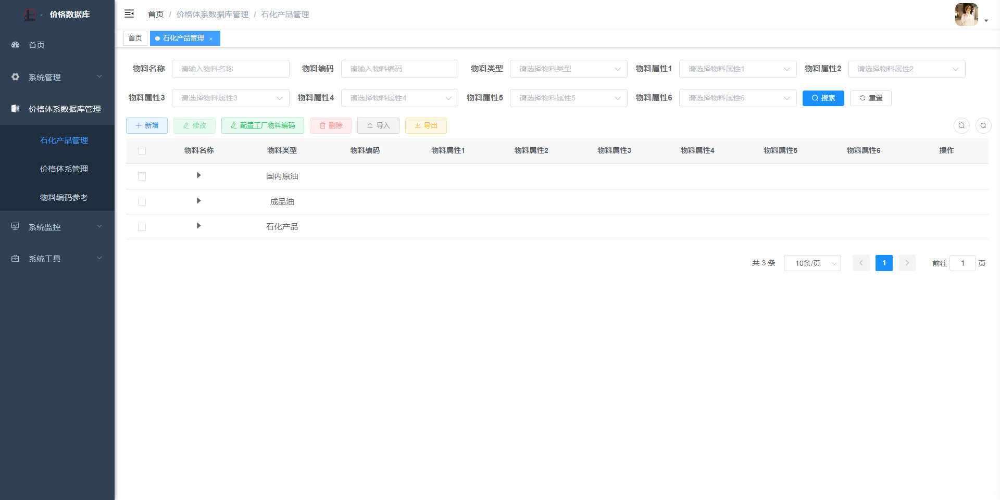 价格数据库
首页
系统管理
价格体系数据库管理
石化产品管理
价格体系管理
物料编码参考
系统监控
系统工具
首页 / 价格体系数据库管理 / 石化产品管理
首页 石化产品管理 ×
物料名称 请输入物料名称 物料编码 请输入物料编码 物料类型 请选择物料类型 物料属性1 请选择物料属性1 物料属性2 请选择物料属性2
物料属性3 请选择物料属性3 物料属性4 请选择物料属性4 物料属性5 请选择物料属性5 物料属性6 请选择物料属性6 搜索 重置
新增 修改 配置工厂物料编码 删除 导入 导出
物料名称 物料类型 物料编码 物料属性1 物料属性2 物料属性3 物料属性4 物料属性5 物料属性6 操作
国内原油
成品油
石化产品
共 3 条 10条/页 1 前往 1 页